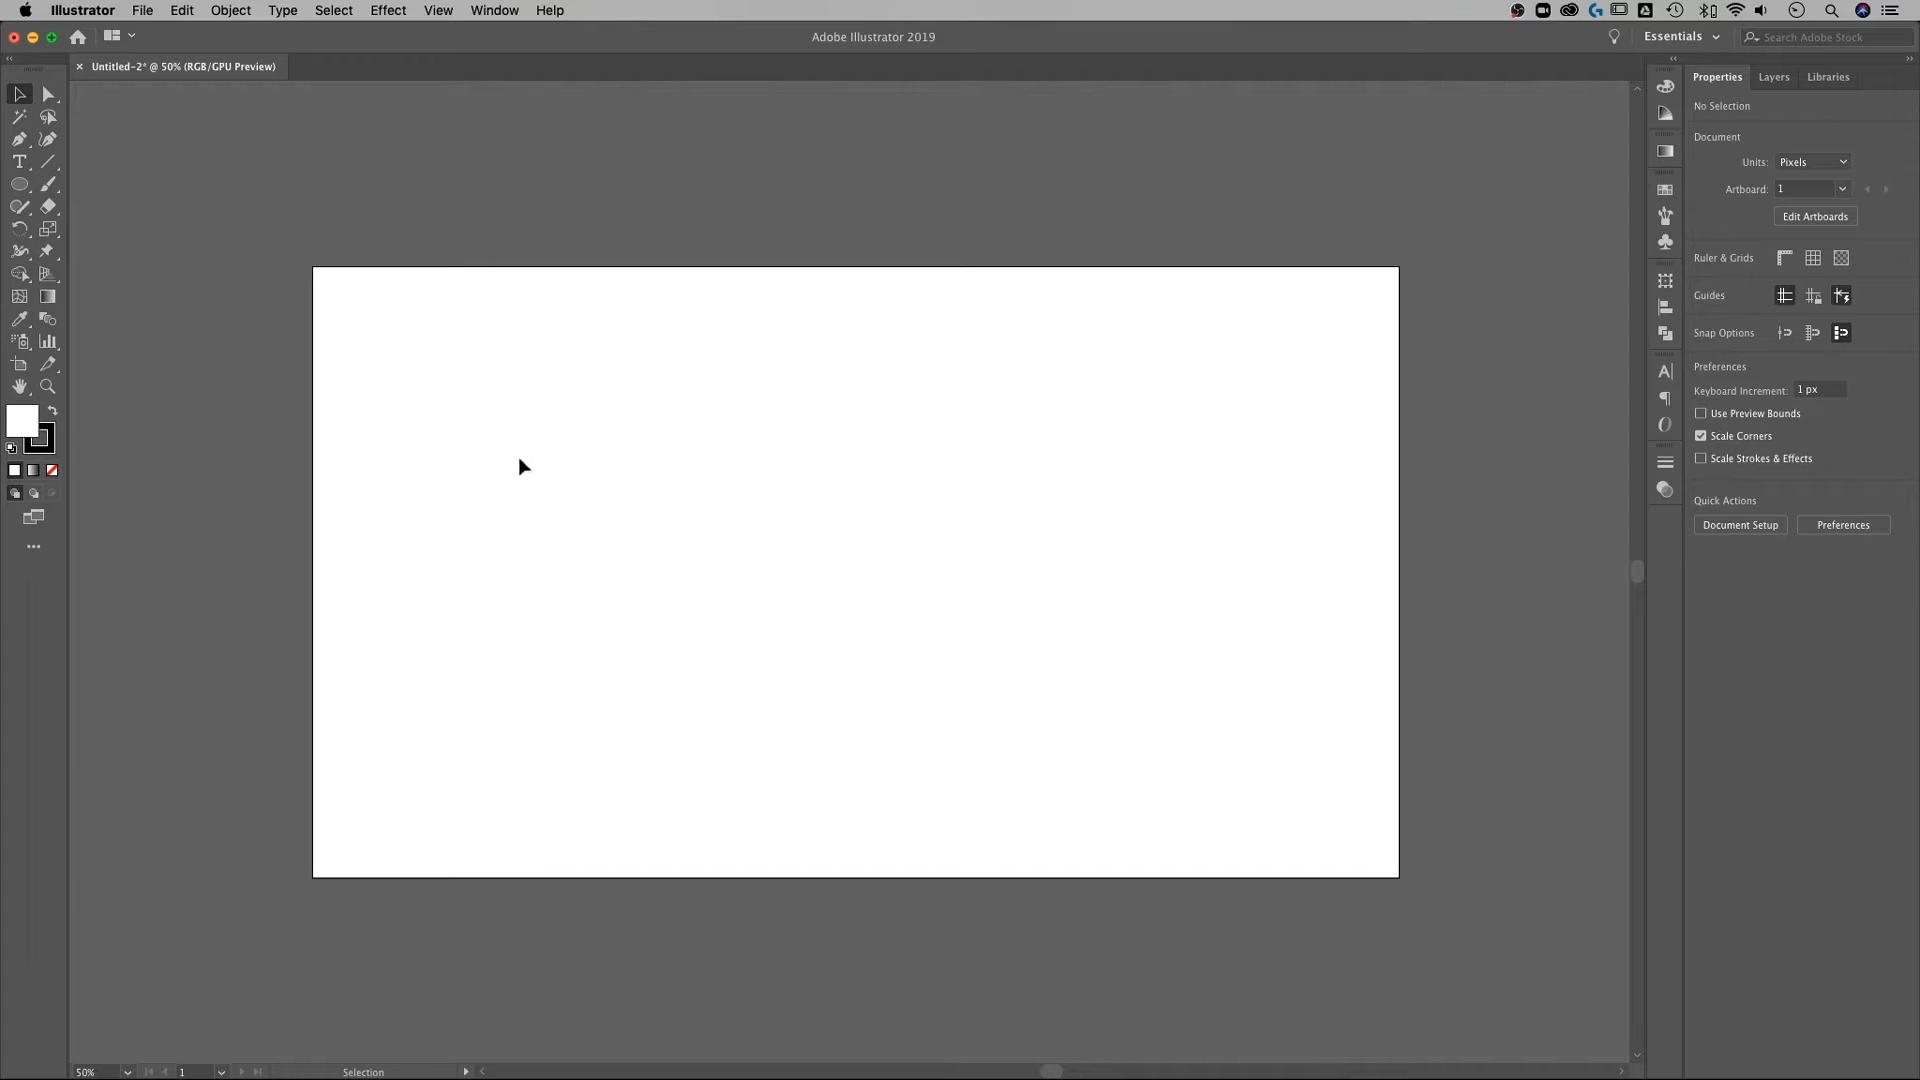 Illustrator File Edit Object Type Select Effect View Window Help
Adobe Illustrator 2019
Essentials
Search Adobe Stock
Untitled-2* @ 50% (RGB/GPU Preview)
Properties Layers Libraries
No Selection
Document
Units: Pixels
Artboard: 1
Edit Artboards
Ruler & Grids
Guides
Snap Options
Preferences
Keyboard Increment: 1 px
Use Preview Bounds
Scale Corners
Scale Strokes & Effects
Quick Actions
Document Setup Preferences
50% 1 Selection